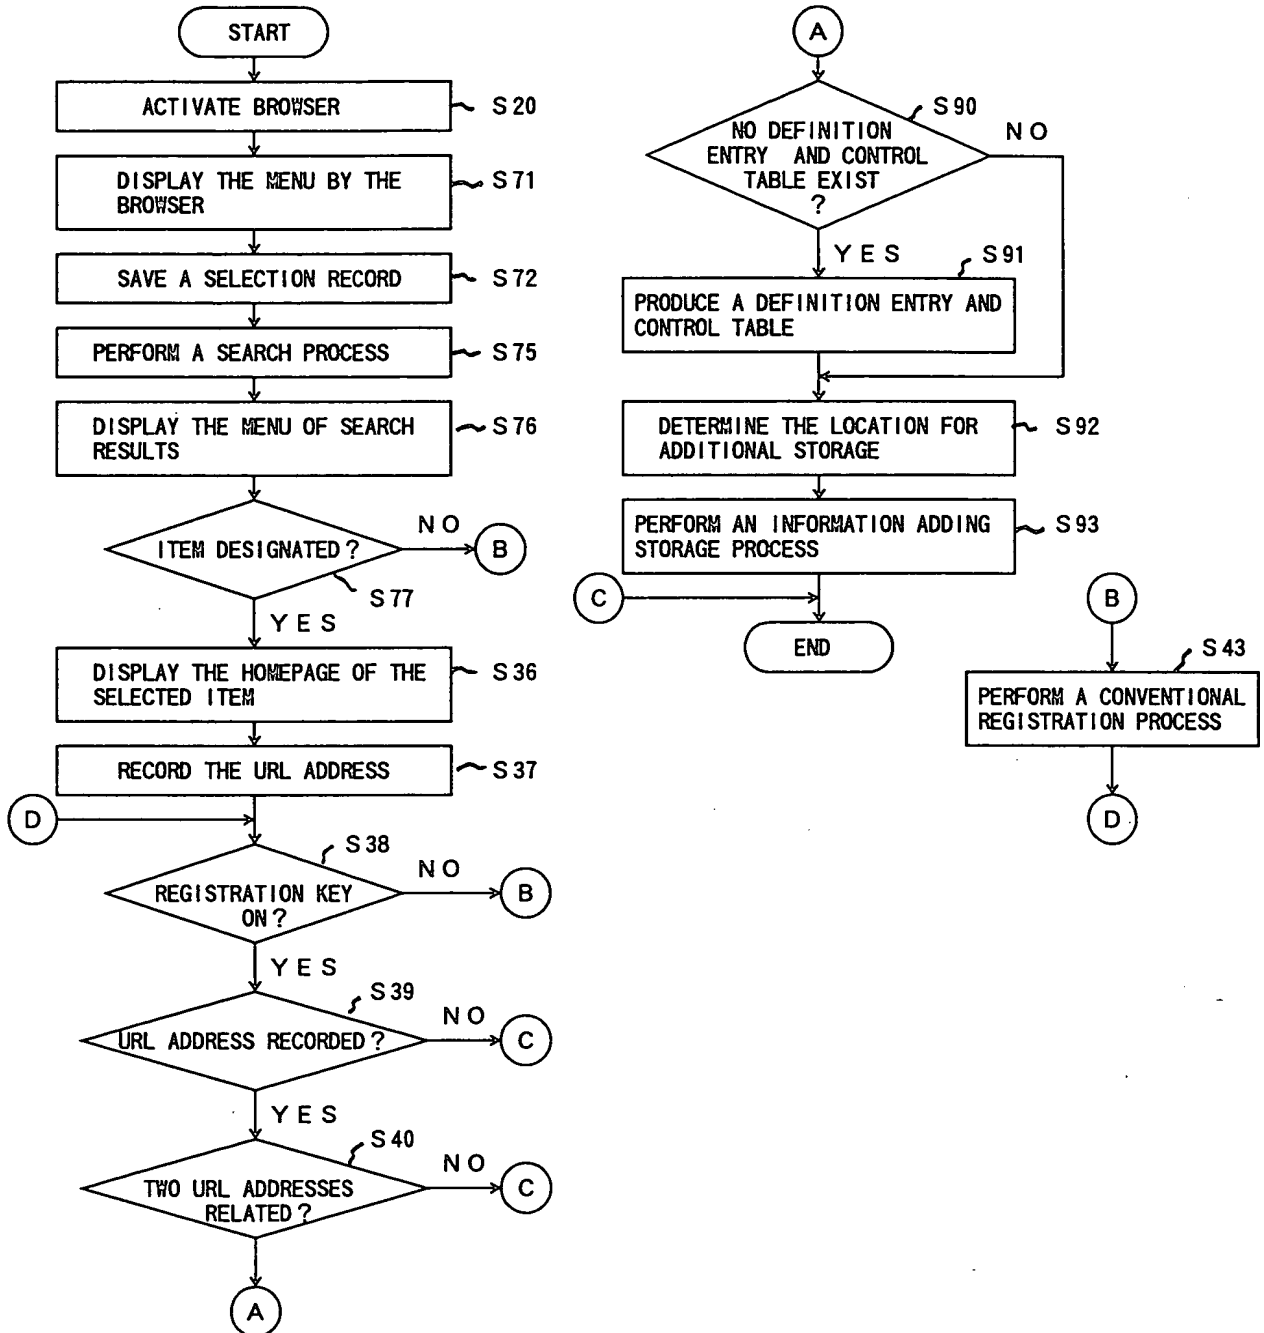 START
ACTIVATE BROWSER
S20
DISPLAY THE MENU BY THE
BROWSER
S71
SAVE A SELECTION RECORD
S72
PERFORM A SEARCH PROCESS
S75
DISPLAY THE MENU OF SEARCH
RESULTS
S76
ITEM DESIGNATED?
NO
B
S77
YES
DISPLAY THE HOMEPAGE OF THE
SELECTED ITEM
S36
RECORD THE URL ADDRESS
S37
D
S38
REGISTRATION KEY
ON?
NO
B
YES
S39
URL ADDRESS RECORDED?
NO
C
YES
S40
TWO URL ADDRESSES
RELATED?
NO
C
A
A
S90
NO DEFINITION
ENTRY AND CONTROL
TABLE EXIST
?
NO
YES
S91
PRODUCE A DEFINITION ENTRY AND
CONTROL TABLE
DETERMINE THE LOCATION FOR
ADDITIONAL STORAGE
S92
PERFORM AN INFORMATION ADDING
STORAGE PROCESS
S93
C
END
B
S43
PERFORM A CONVENTIONAL
REGISTRATION PROCESS
D